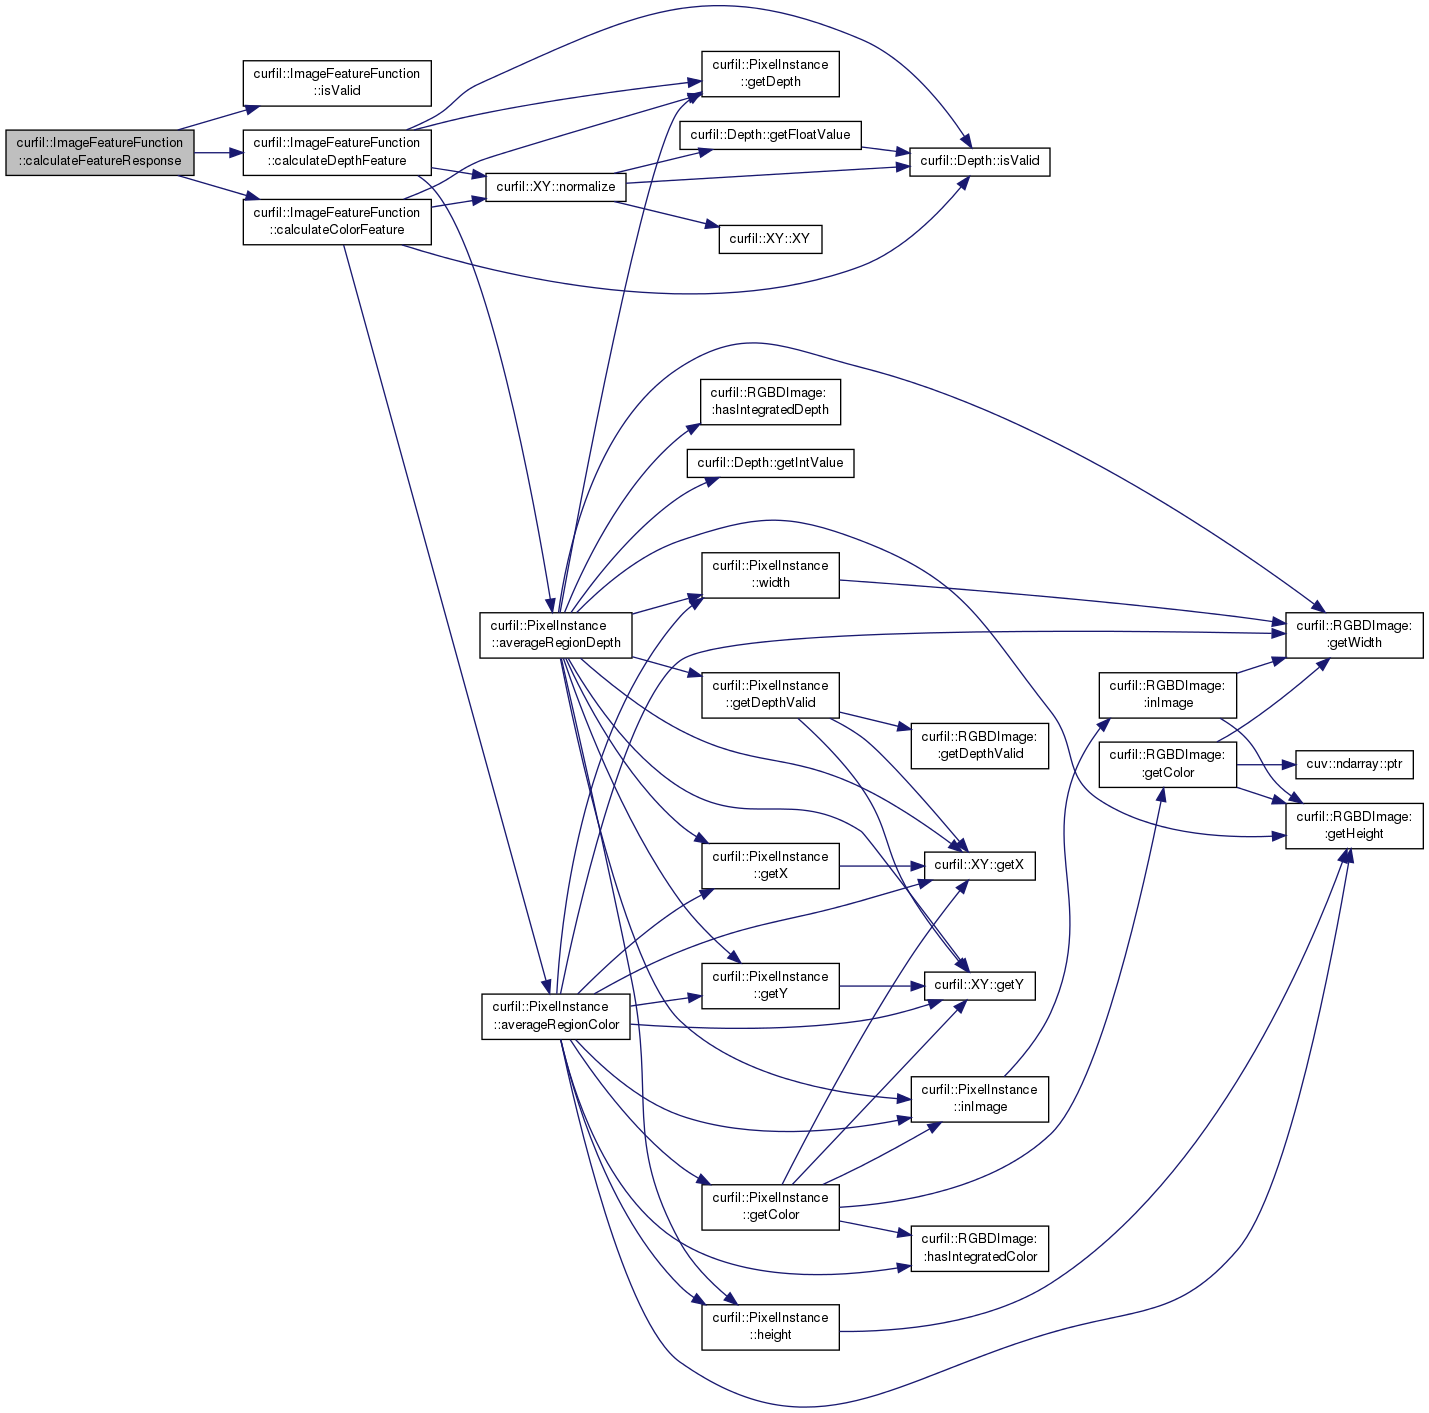 curfil::ImageFeatureFunction
::calculateFeatureResponse
curfil::ImageFeatureFunction
::isValid
curfil::ImageFeatureFunction
::calculateDepthFeature
curfil::ImageFeatureFunction
::calculateColorFeature
curfil::XY::normalize
curfil::PixelInstance
::getDepth
curfil::Depth::getFloatValue
curfil::XY::XY
curfil::Depth::isValid
curfil::RGBDImage:
:hasIntegratedDepth
curfil::Depth::getIntValue
curfil::PixelInstance
::width
curfil::PixelInstance
::averageRegionDepth
curfil::PixelInstance
::getDepthValid
curfil::RGBDImage:
:getDepthValid
curfil::RGBDImage:
:getWidth
curfil::RGBDImage:
:inImage
curfil::RGBDImage:
:getColor
cuv::ndarray::ptr
curfil::RGBDImage:
:getHeight
curfil::PixelInstance
::getX
curfil::XY::getX
curfil::PixelInstance
::getY
curfil::XY::getY
curfil::PixelInstance
::averageRegionColor
curfil::PixelInstance
::inImage
curfil::PixelInstance
::getColor
curfil::RGBDImage:
:hasIntegratedColor
curfil::PixelInstance
::height